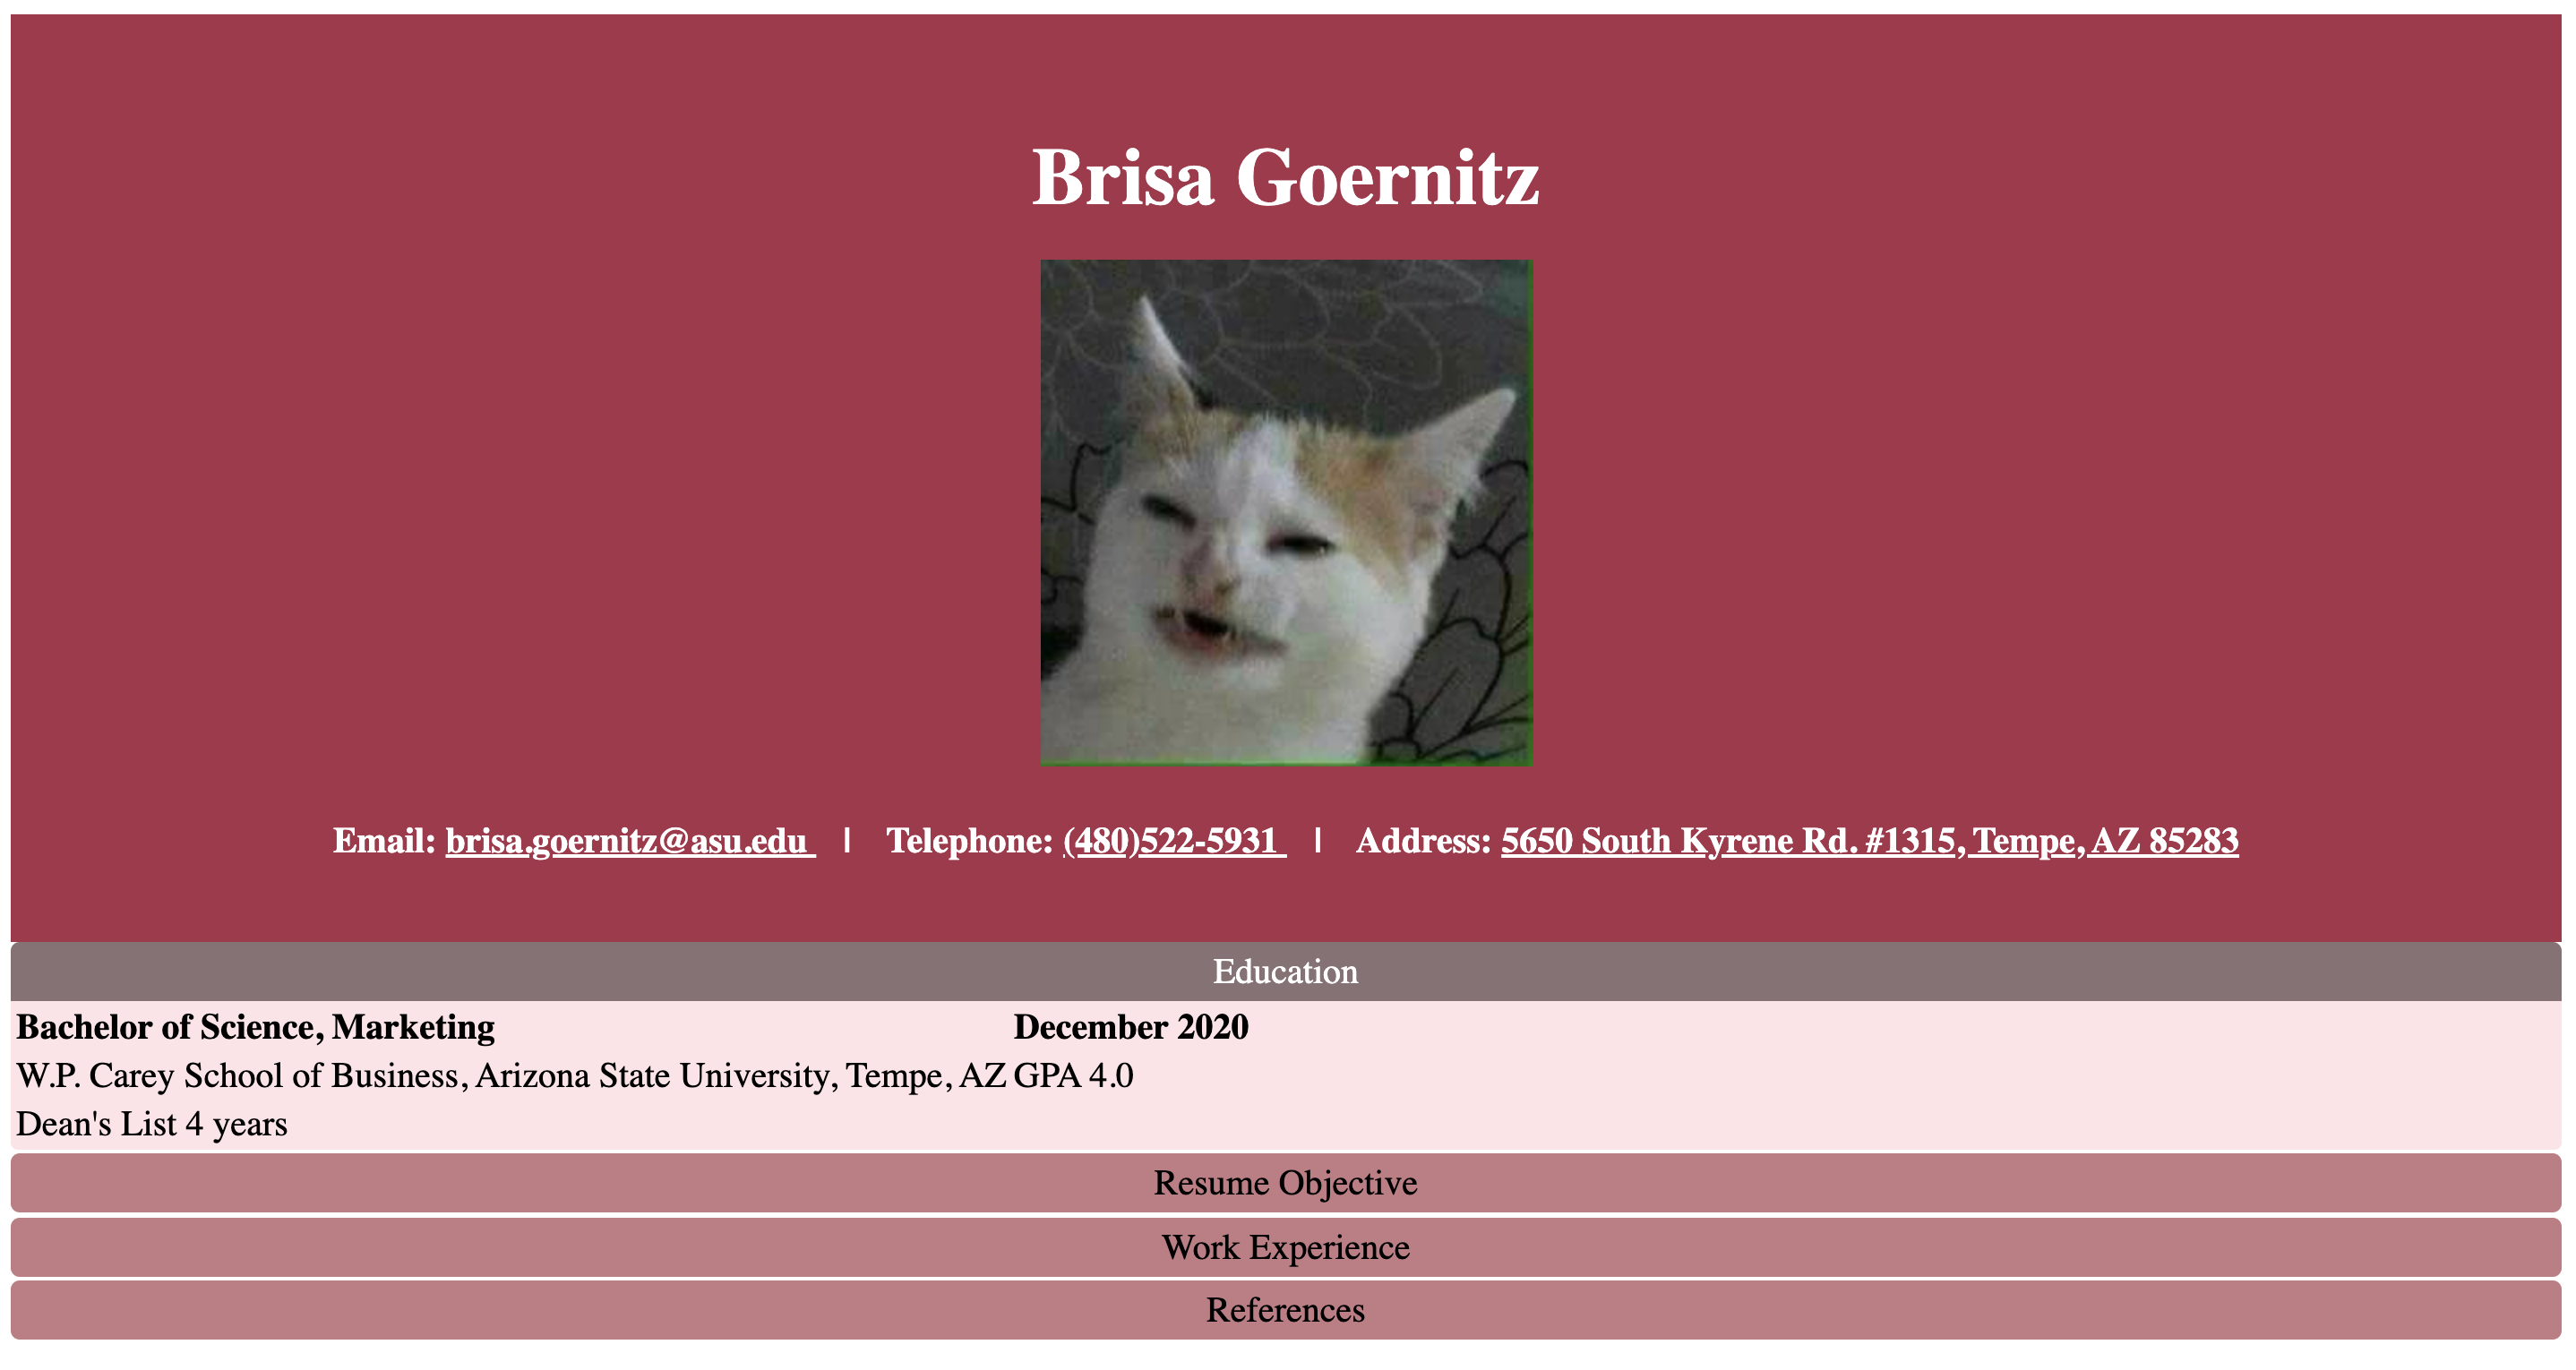 Brisa Goernitz
Email: brisa.goernitz@asu.edu | Telephone: (480)522-5931 | Address: 5650 South Kyrene Rd. #1315, Tempe, AZ 85283
Education
Bachelor of Science, Marketing December 2020
W.P. Carey School of Business, Arizona State University, Tempe, AZ GPA 4.0
Dean's List 4 years
Resume Objective
Work Experience
References